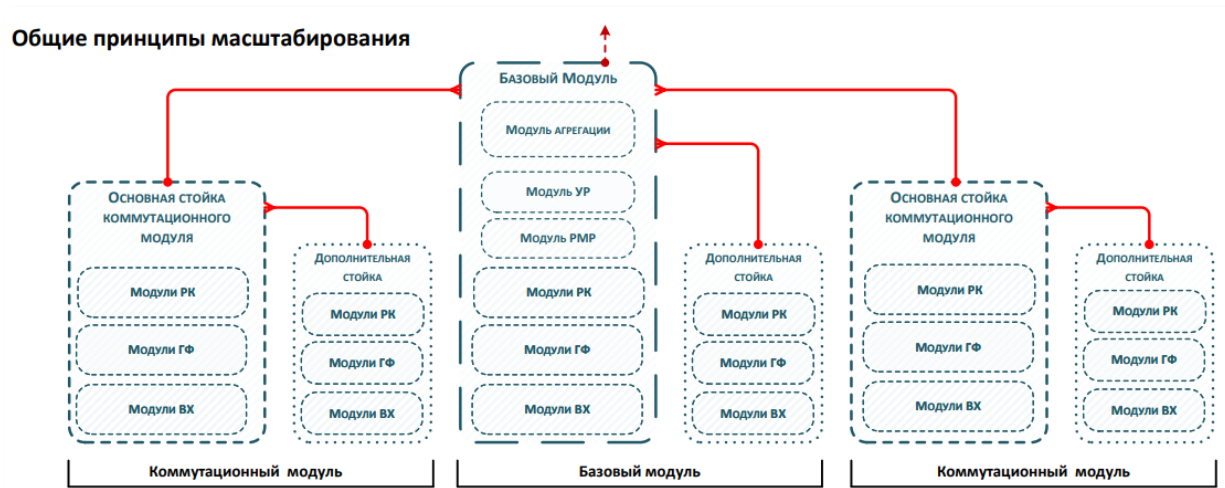 Общие принципы масштабирования
Базовый Модуль
Модуль агрегации
Модуль УР
Модуль РМР
Модули РК
Модули ГФ
Модули ВХ
Основная стойка
коммутационного
модуля
Модули РК
Модули ГФ
Модули ВХ
Дополнительная
стойка
Модули РК
Модули ГФ
Модули ВХ
Дополнительная
стойка
Модули РК
Модули ГФ
Модули ВХ
Основная стойка
коммутационного
модуля
Модули РК
Модули ГФ
Модули ВХ
Дополнительная
стойка
Модули РК
Модули ГФ
Модули ВХ
Коммутационный модуль
Базовый модуль
Коммутационный модуль